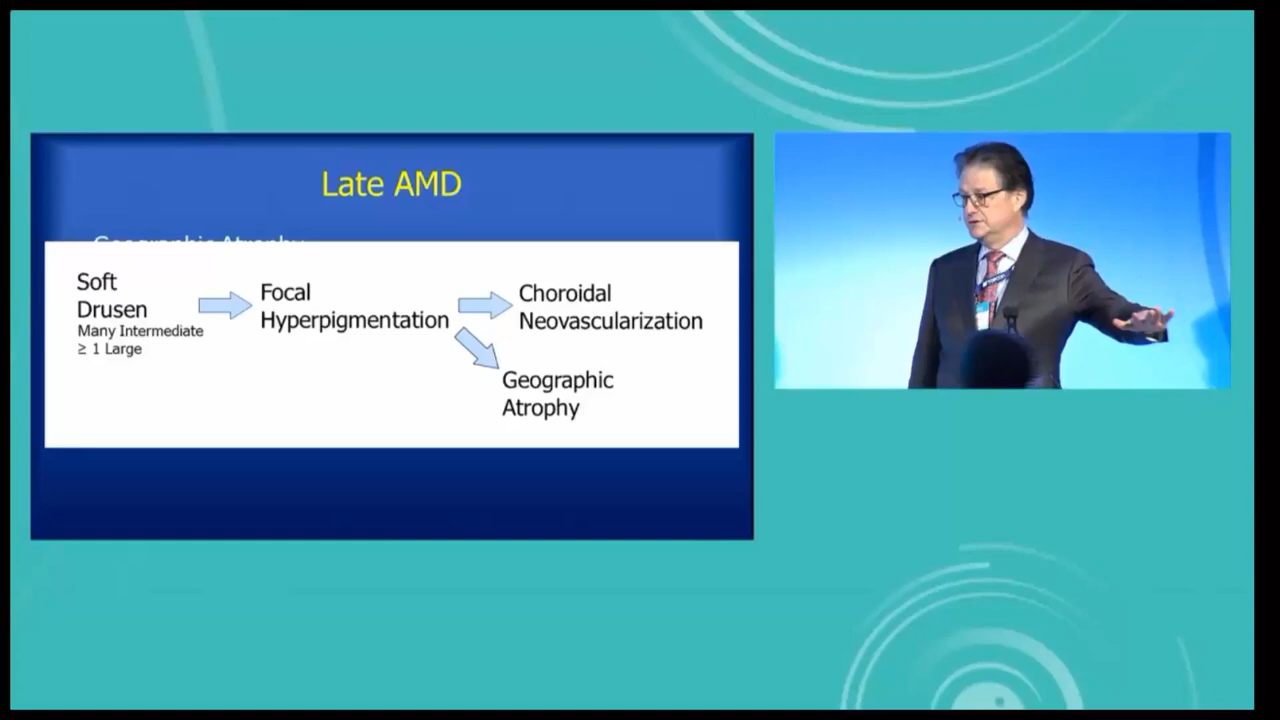 Late AMD
Geographic Atrophy
Soft
Drusen
Many Intermediate
≥ 1 Large
Focal
Hyperpigmentation
Choroidal
Neovascularization
Geographic
Atrophy